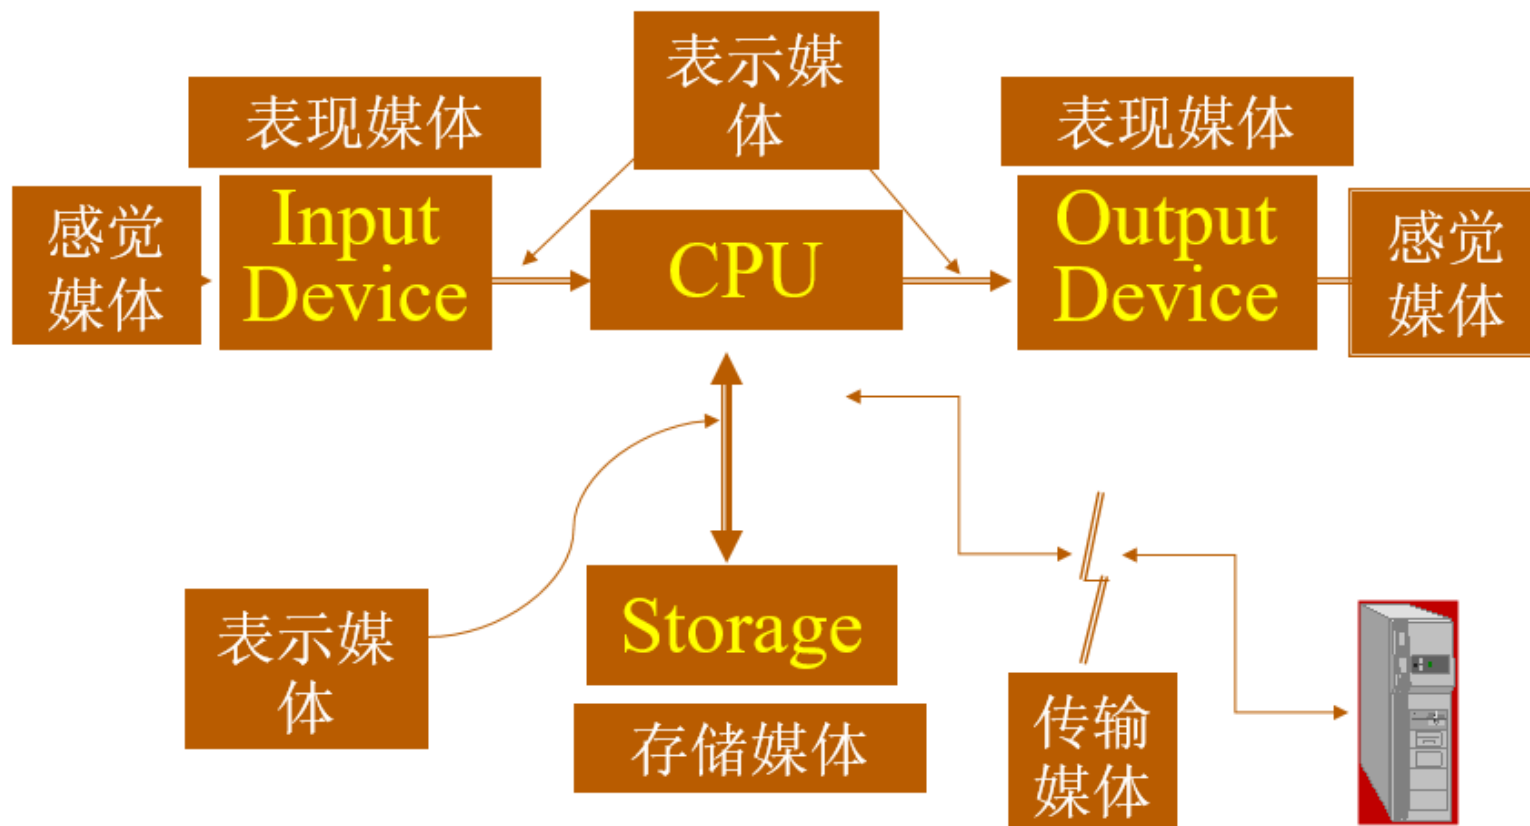 表示媒
体
表现媒体
表现媒体
感觉
媒体
Input
Device
CPU
Output
Device
感觉
媒体
表示媒
体
Storage
存储媒体
传输
媒体